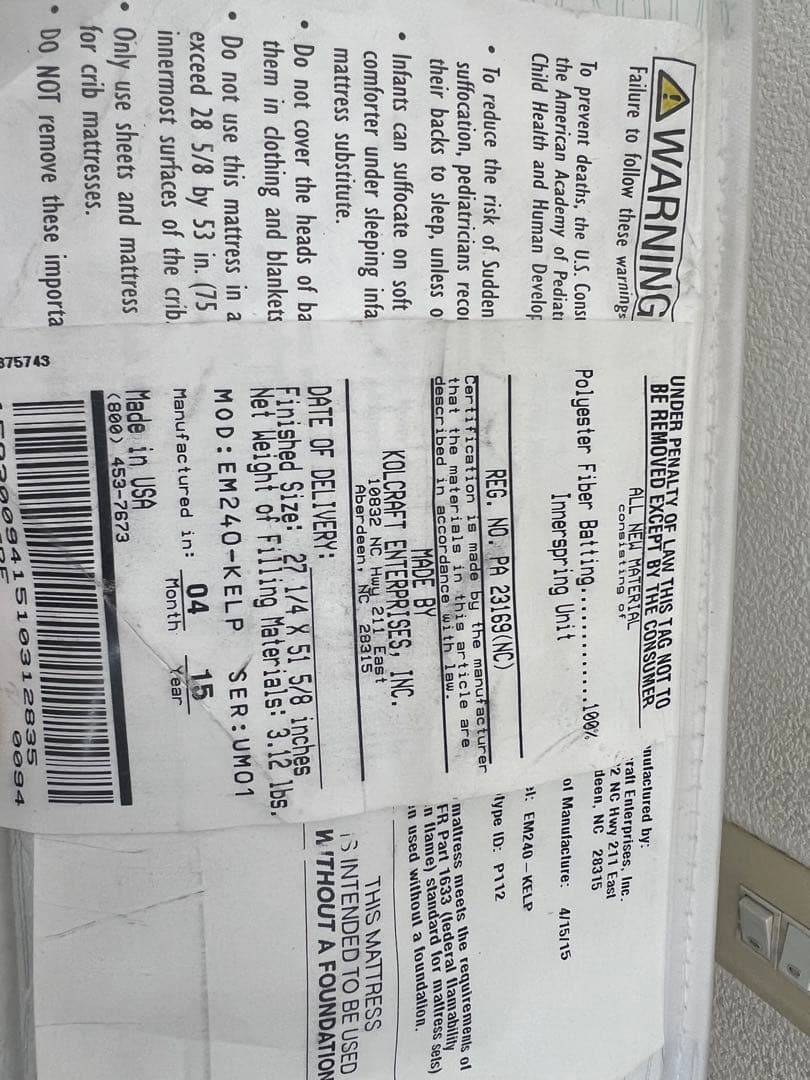 WARNING
Failure to follow these warnings
To prevent deaths, the U.S. Consu
the American Academy of Pediatr
Child Health and Human Develop
• To reduce the risk of Sudden
suffocation, pediatricians recor
their backs to sleep, unless o
• Infants can suffocate on soft
comforter under sleeping infa
mattress substitute.
• Do not cover the heads of ba
them in clothing and blankets
• Do not use this mattress in a
exceed 28 5/8 by 53 in. (75
innermost surfaces of the crib.
• Only use sheets and mattress
for crib mattresses.
• DO NOT remove these importa
375743
UNDER PENALTY OF LAW THIS TAG NOT TO
BE REMOVED EXCEPT BY THE CONSUMER
ALL NEW MATERIAL
consisting of
Polyester Fiber Batting............100%
Innerspring Unit
REG. NO. PA 23169(NC)
Certification is made by the manufacturer
that the materials in this article are
described in accordance with law.
MADE BY
KOLCRAFT ENTERPRISES, INC.
10832 NC Hwy 211 East
Aberdeen, NC 28315
DATE OF DELIVERY:
Finished Size: 27 1/4 X 51 5/8 inches
Net Weight of Filling Materials: 3.12 lbs.
MOD:EM240-KELP SER:UM01
Manufactured in: 04 15
Month Year
Made in USA
(800) 453-7673
0094151031283５ 0094
nufactured by:
raft Enterprises, Inc.
2 NC Hwy 211 East
deen, NC 28315
of Manufacture: 4/15/15
el: EM240-KELP
type ID: P112
mattress meets the requirements of
FR Part 1633 (federal flamability
n flame) standard for mattress sets)
en used without a foundation.
THIS MATTRESS
IS INTENDED TO BE USED
WITHOUT A FOUNDATION